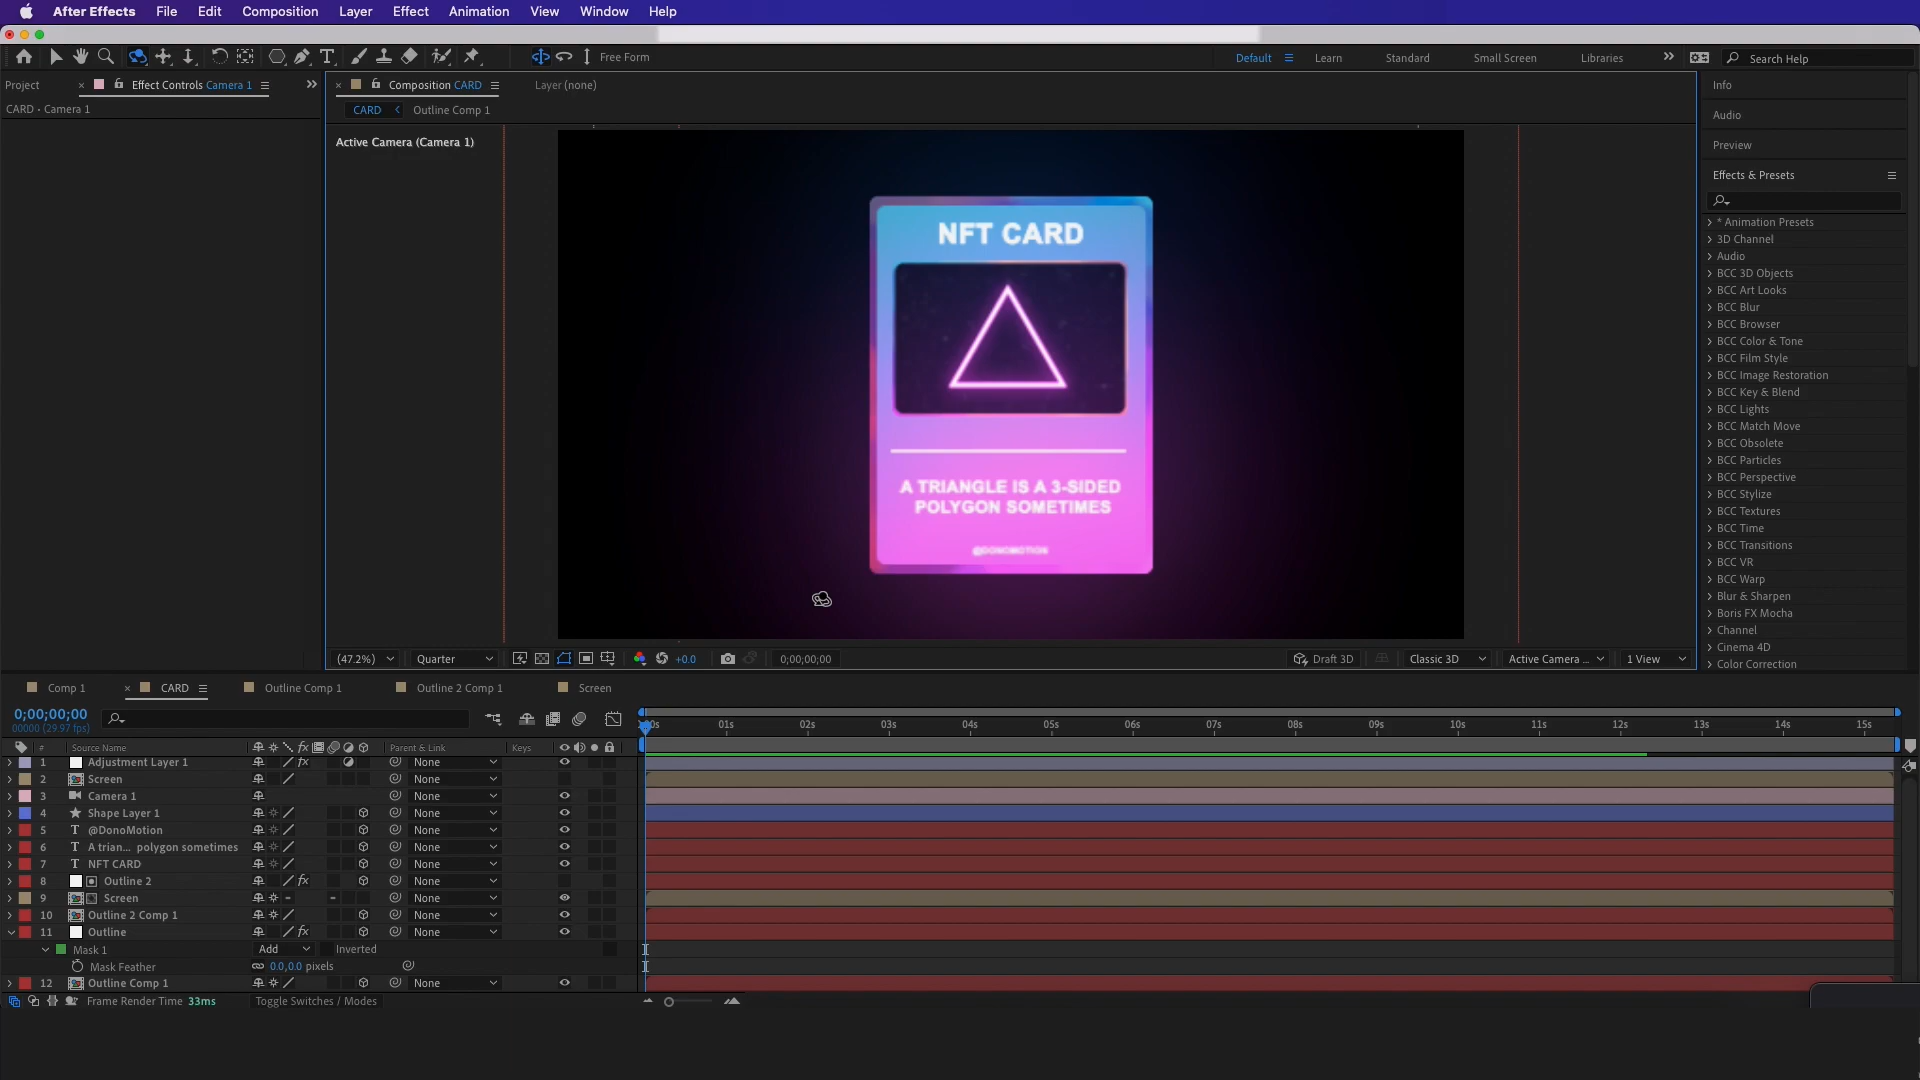 After Effects File Edit Composition Layer Effect Animation View Window Help
Free Form Default Learn Standard Small Screen Libraries Search Help
Project Effect Controls Camera 1 Composition CARD Layer (none)
CARD • Camera 1
CARD Outline Comp 1
Active Camera (Camera 1)
NFT CARD
A TRIANGLE IS A 3-SIDED
POLYGON SOMETIMES
@DONOMOTION
Info
Audio
Preview
Effects & Presets
* Animation Presets
3D Channel
Audio
BCC 3D Objects
BCC Art Looks
BCC Blur
BCC Browser
BCC Color & Tone
BCC Film Style
BCC Image Restoration
BCC Key & Blend
BCC Lights
BCC Match Move
BCC Obsolete
BCC Particles
BCC Perspective
BCC Stylize
BCC Textures
BCC Time
BCC Transitions
BCC VR
BCC Warp
Blur & Sharpen
Boris FX Mocha
Channel
Cinema 4D
Color Correction
(47.2%) Quarter +0.0 0;00;00;00 Draft 3D Classic 3D Active Camera ... 1 View
Comp 1 CARD Outline Comp 1 Outline 2 Comp 1 Screen
0;00;00;00
00000 (29.97 fps)
00s 01s 02s 03s 04s 05s 06s 07s 08s 09s 10s 11s 12s 13s 14s 15s
# Source Name fx Parent & Link Keys
1 Adjustment Layer 1 fx None
2 Screen None
3 Camera 1 None
4 Shape Layer 1 None
5 T @DonoMotion None
6 T A trian... polygon sometimes None
7 T NFT CARD None
8 Outline 2 fx None
9 Screen None
10 Outline 2 Comp 1 None
11 Outline fx None
Mask 1 Add Inverted
Mask Feather 0.0,0.0 pixels
12 Outline Comp 1 None
Frame Render Time 33ms Toggle Switches / Modes